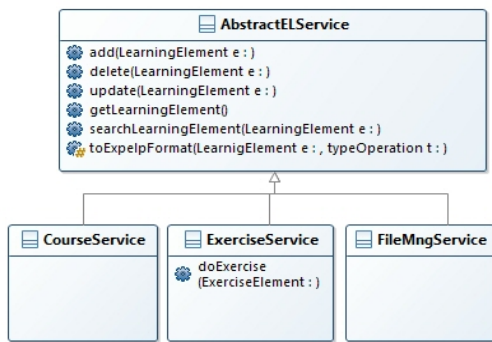 AbstractELService
add(LearningElement e : )
delete(LearningElement e : )
update(LearningElement e : )
getLearningElement()
searchLearningElement(LearningElement e : )
toExpelpFormat(LearnigElement e : , typeOperation t : )
CourseService
ExerciseService
FileMngService
doExercise
(ExerciseElement : )